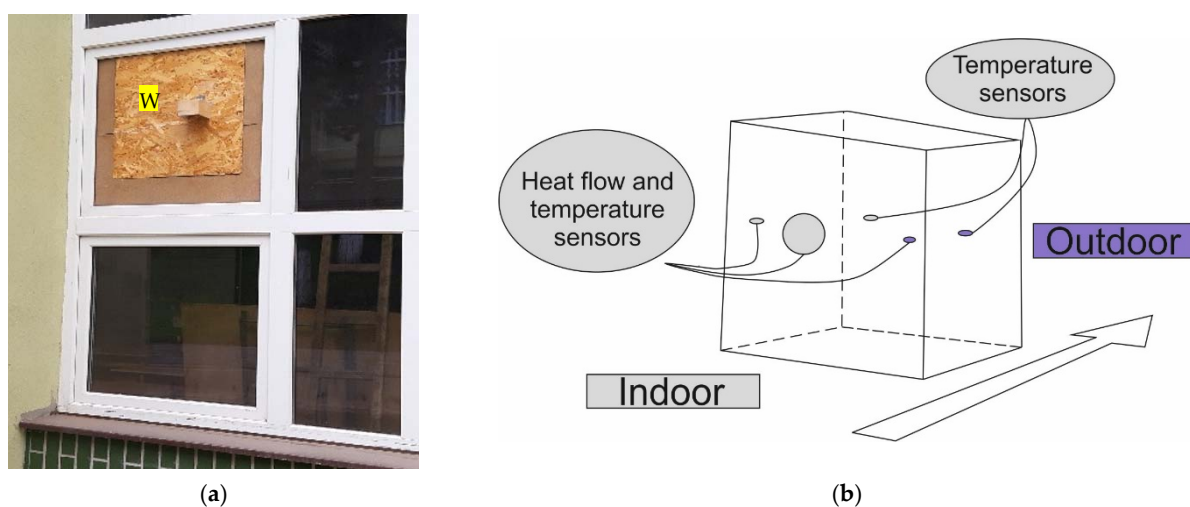 W
Temperature
sensors
Heat flow and
temperature
sensors
Outdoor
Indoor
(a)
(b)